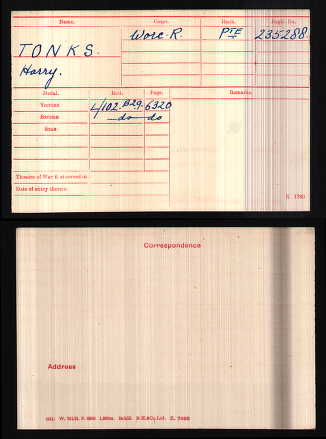 Name. Corps. Rank. Regtl. No.
TONKS. Worc. R. PTE 235288.
Harry.
Medal. Roll. Page. Remarks.
Victory 4/102.B29. 6320
British —do— do
Star
Theatre of War first served in
Date of entry therein
K. 1380
Correspondence
Address